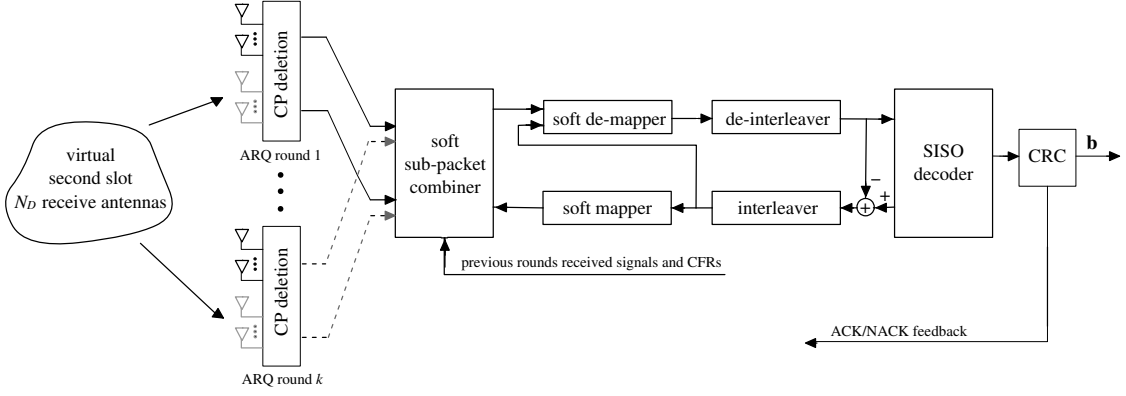 virtual
second slot
N_D receive antennas
CP deletion
ARQ round 1
CP deletion
ARQ round k
soft
sub-packet
combiner
soft de-mapper
de-interleaver
soft mapper
interleaver
−
+
+
SISO
decoder
CRC
b
previous rounds received signals and CFRs
ACK/NACK feedback